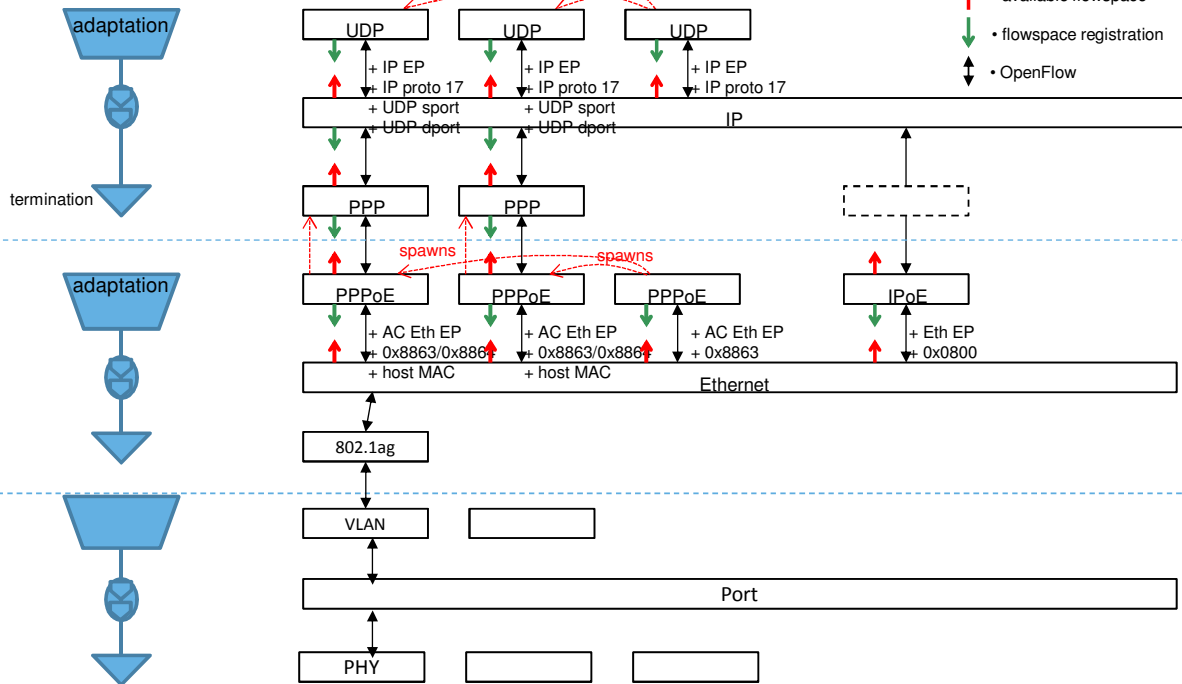 • available flowspace
adaptation
UDP
UDP
UDP
• flowspace registration
+ IP EP
+ IP proto 17
+ UDP sport
+ UDP dport
+ IP EP
+ IP proto 17
+ UDP sport
+ UDP dport
+ IP EP
+ IP proto 17
• OpenFlow
IP
termination
PPP
PPP
spawns
spawns
adaptation
PPPoE
PPPoE
PPPoE
IPoE
+ AC Eth EP
+ 0x8863/0x8864
+ host MAC
+ AC Eth EP
+ 0x8863/0x8864
+ host MAC
+ AC Eth EP
+ 0x8863
+ Eth EP
+ 0x0800
Ethernet
802.1ag
VLAN
Port
PHY